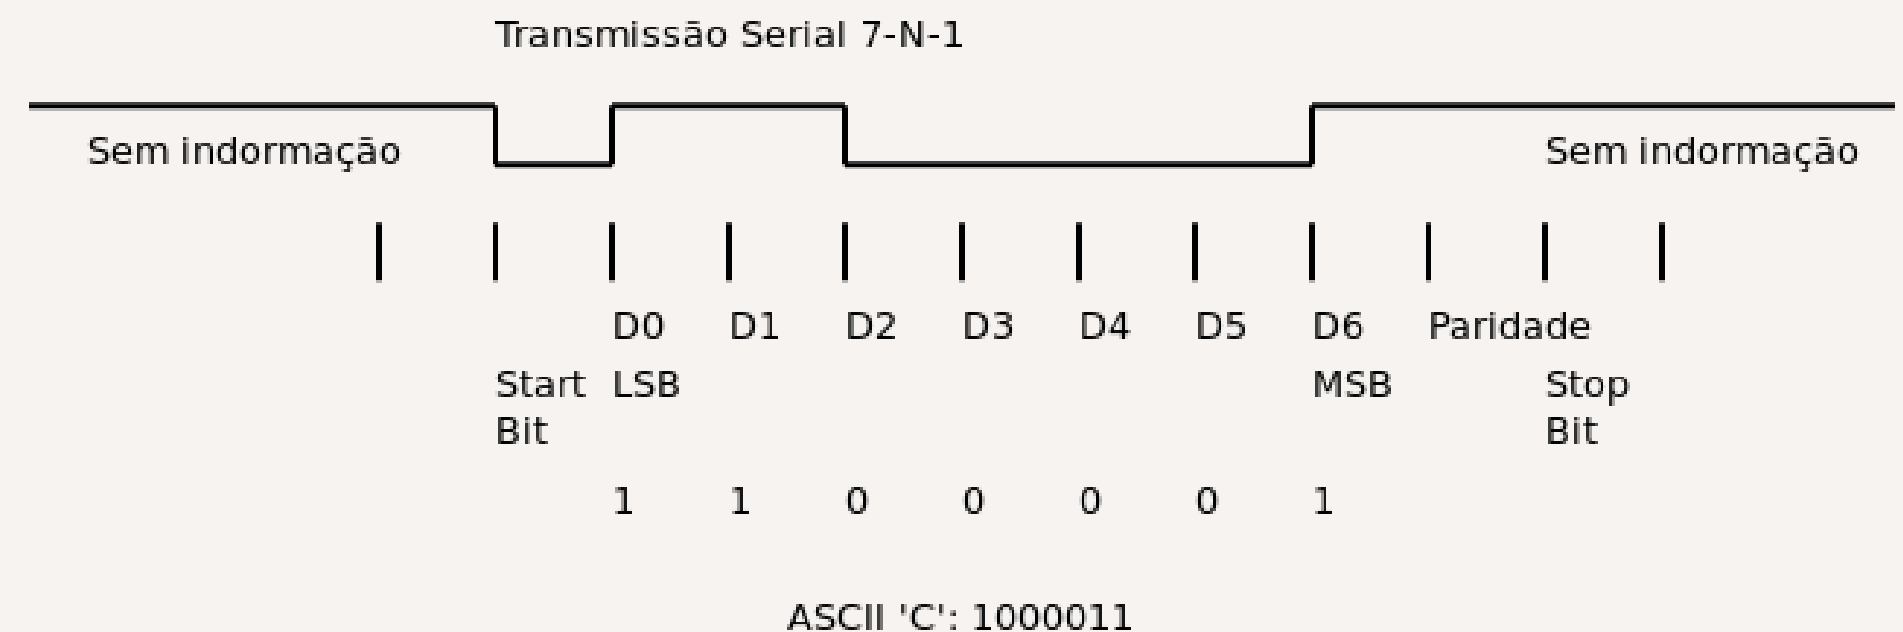 Transmissão Serial 7-N-1
Sem indormação
Sem indormação
D0 D1 D2 D3 D4 D5 D6 Paridade
Start LSB MSB Stop
Bit Bit
1 1 0 0 0 0 1
ASCII 'C': 1000011